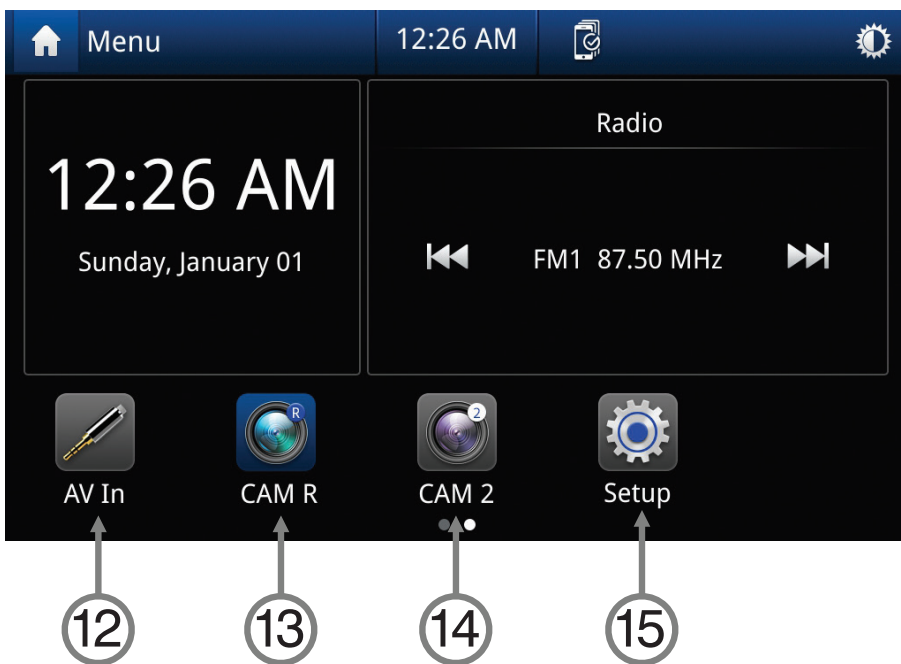 Menu 12:26 AM
Radio
12:26 AM
Sunday, January 01
FM1 87.50 MHz
R
2
AV In CAM R CAM 2 Setup
12 13 14 15